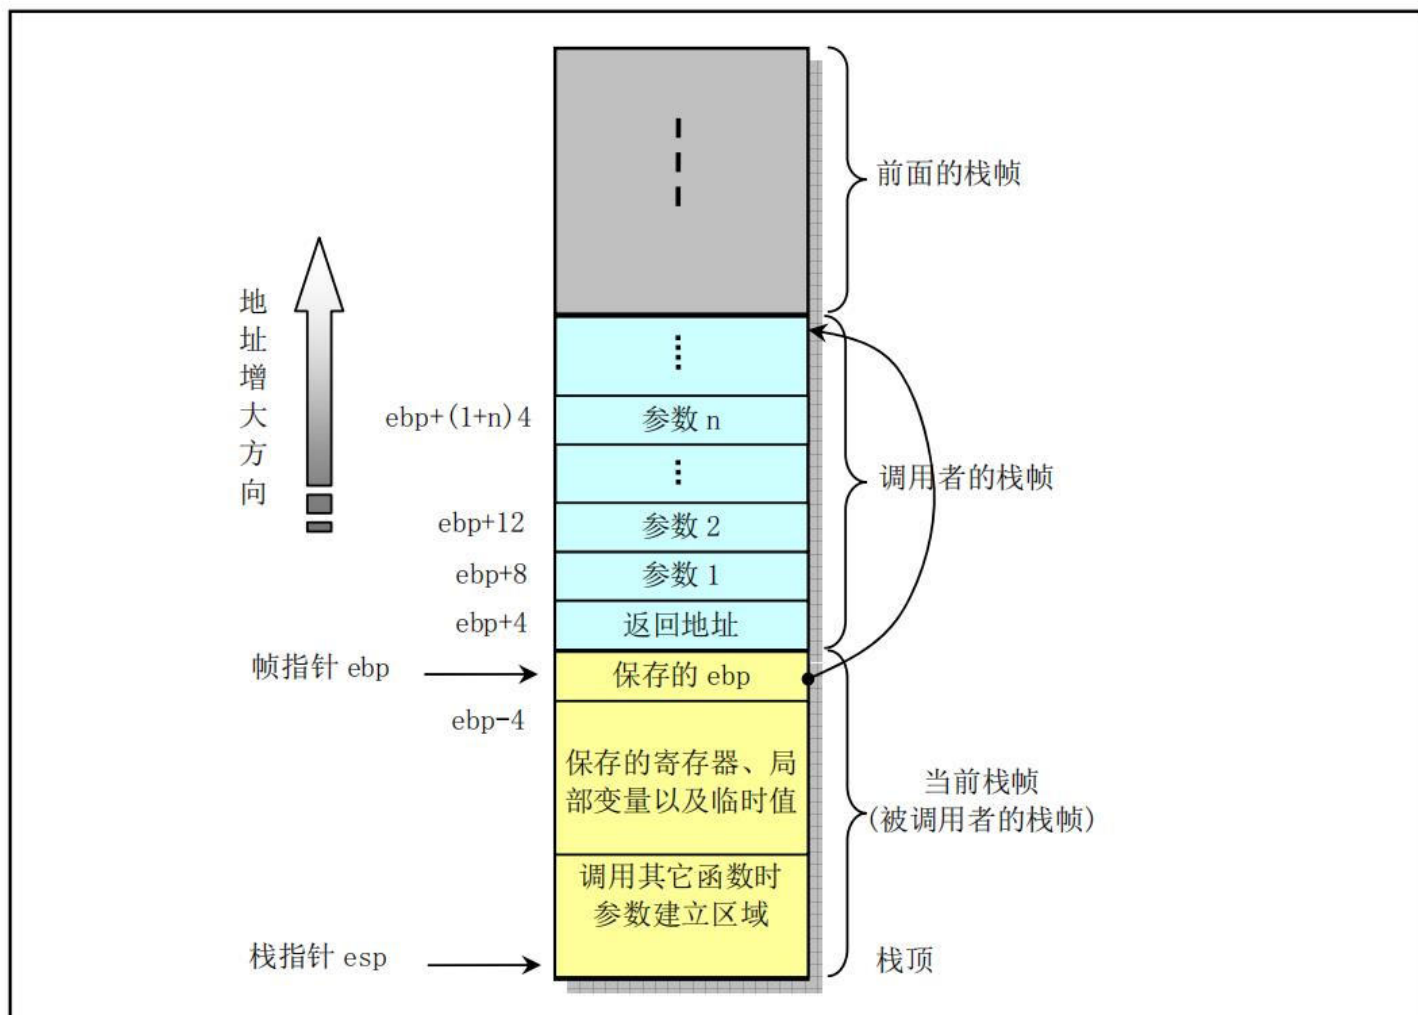 前面的栈帧
地址增大方向
ebp+(1+n)4
参数 n
调用者的栈帧
ebp+12
参数 2
ebp+8
参数 1
ebp+4
返回地址
帧指针 ebp
保存的 ebp
ebp-4
保存的寄存器、局
部变量以及临时值
当前栈帧
(被调用者的栈帧)
调用其它函数时
参数建立区域
栈指针 esp
栈顶